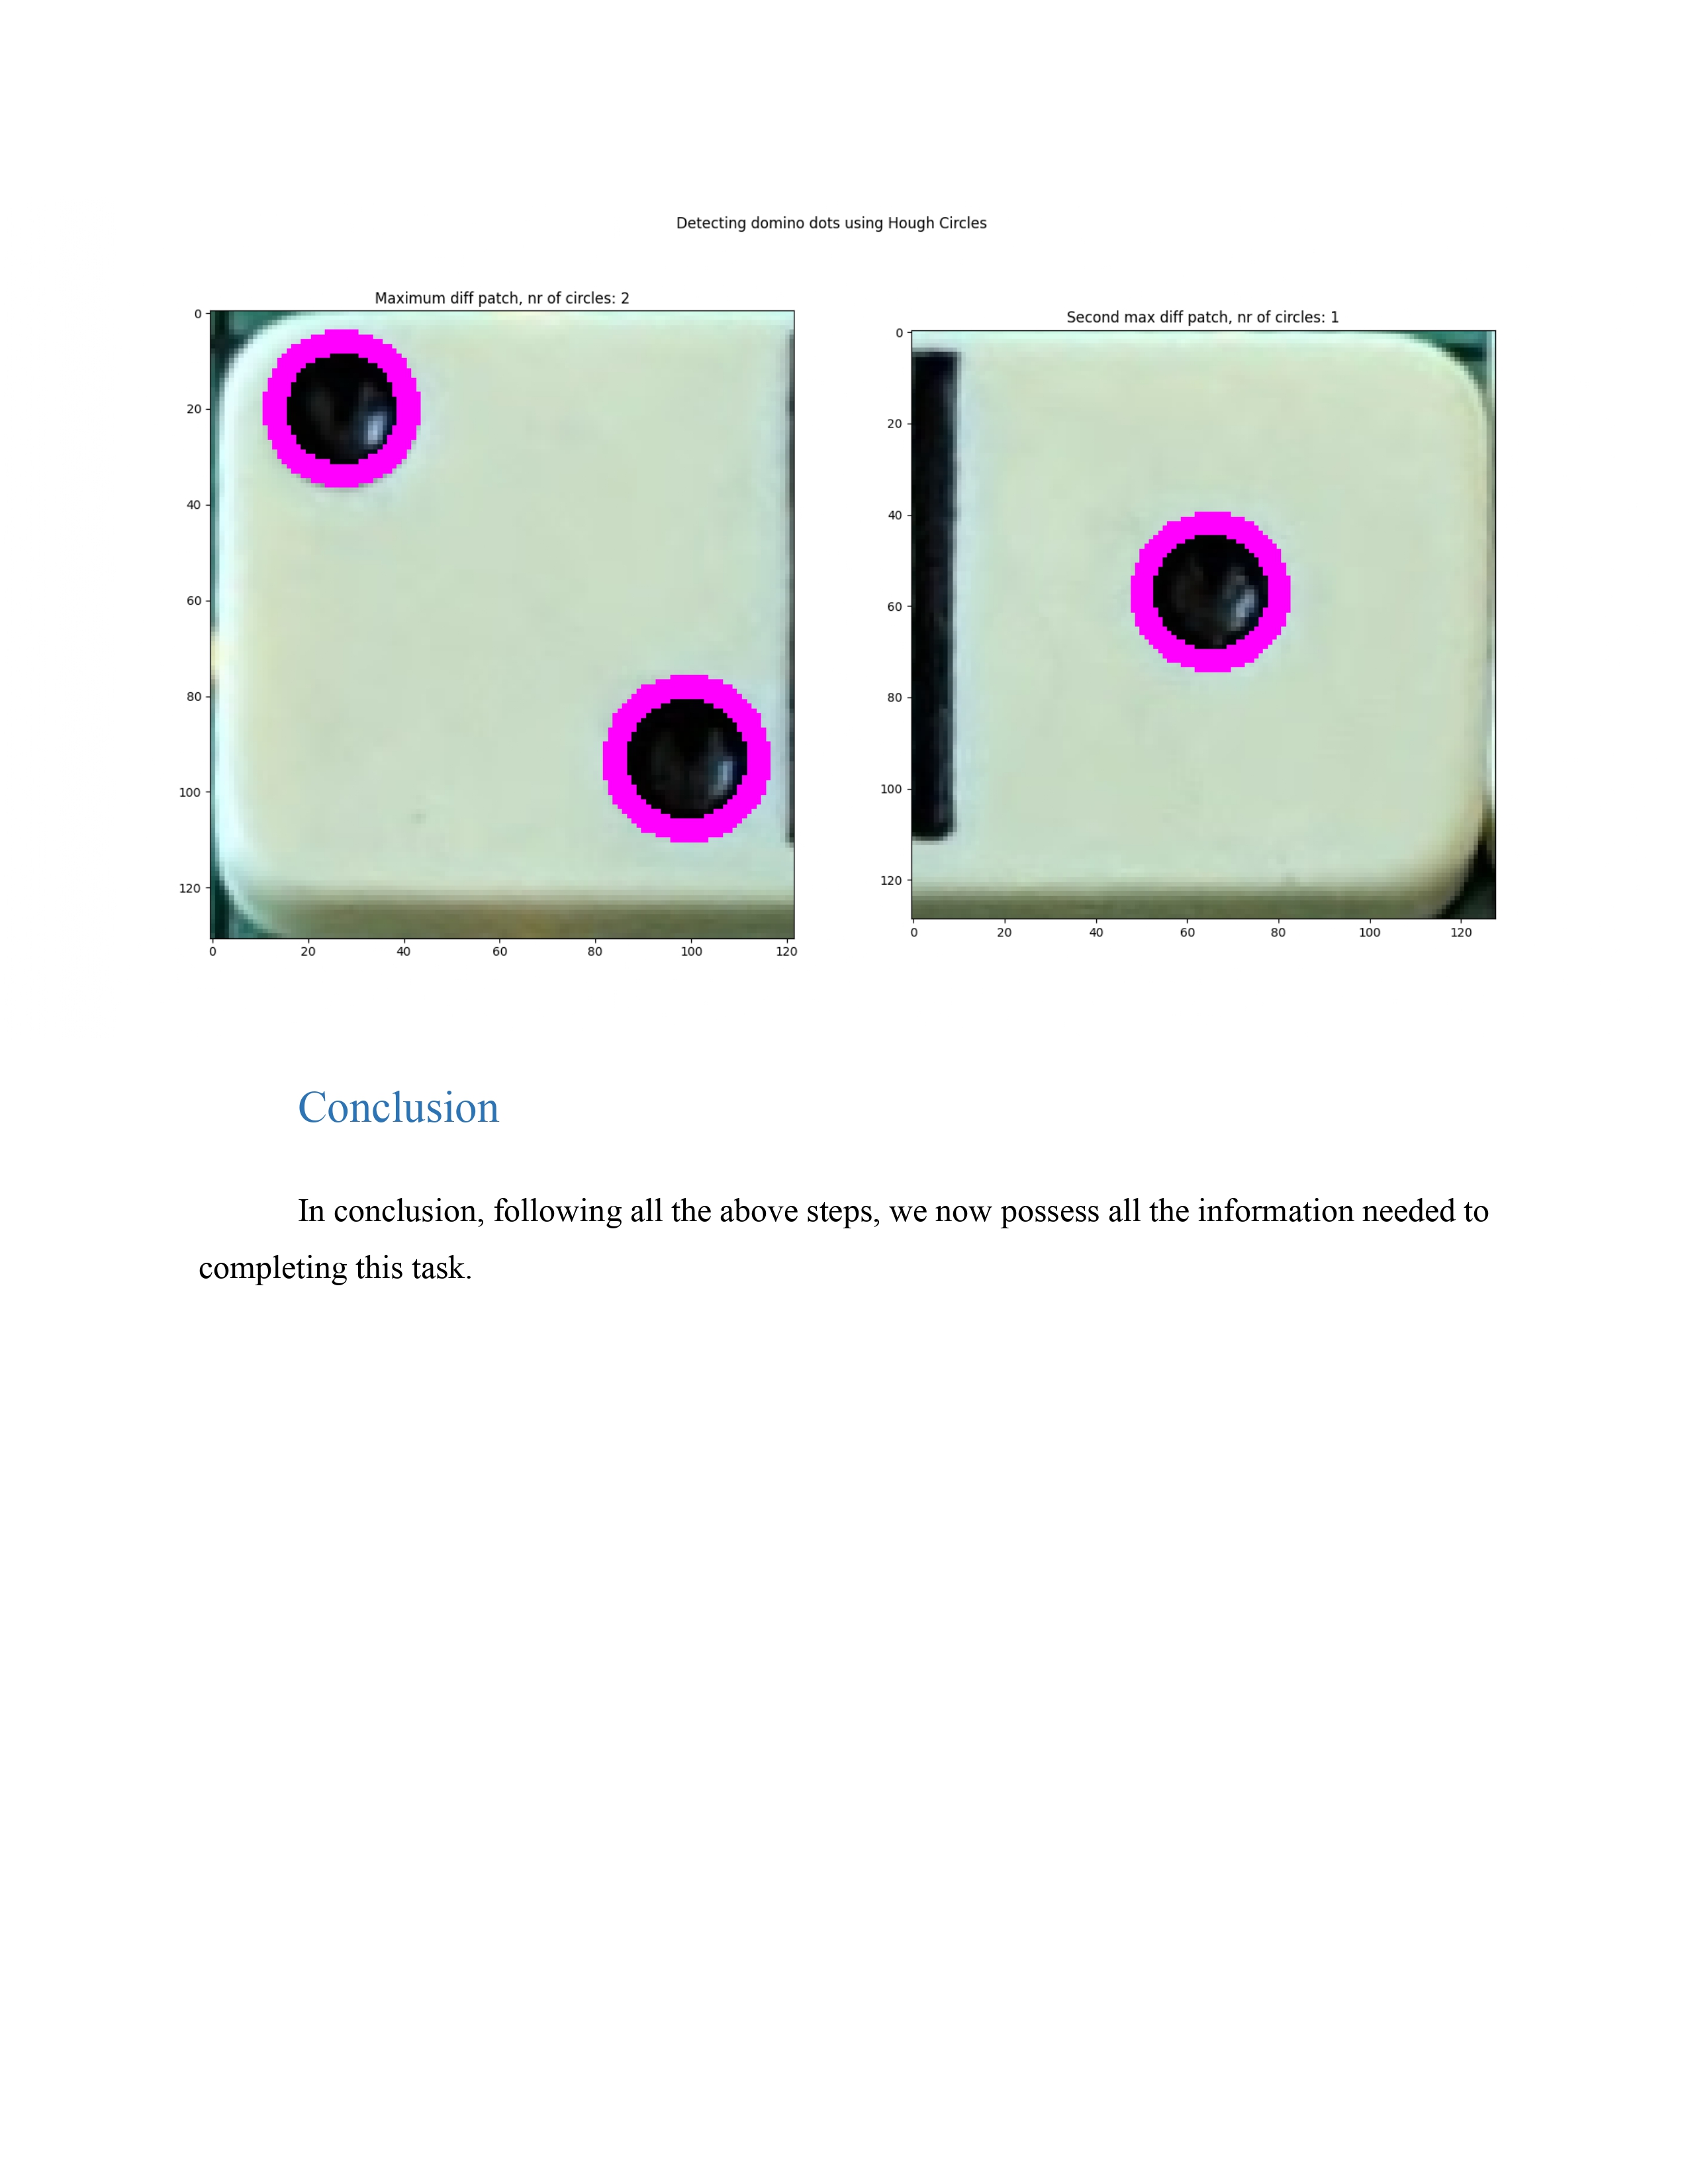 Detecting domino dots using Hough Circles
Maximum diff patch, nr of circles: 2
0
20
40
60
80
100
120
0 20 40 60 80 100 120
Second max diff patch, nr of circles: 1
0
20
40
60
80
100
120
0 20 40 60 80 100 120
Conclusion
In conclusion, following all the above steps, we now possess all the information needed to
completing this task.